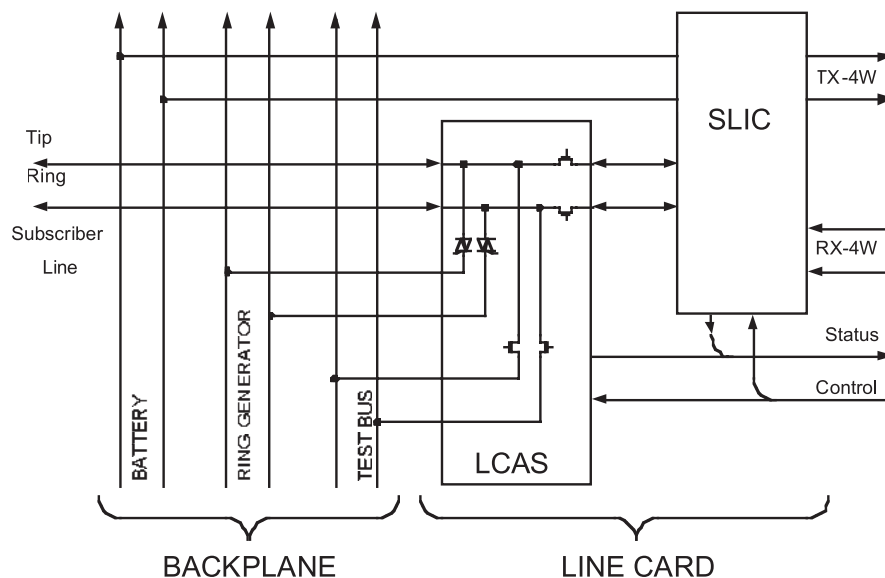 TX-4W
SLIC
Tip
Ring
Subscriber
Line
RX-4W
Status
Control
BATTERY
RING GENERATOR
TEST BUS
LCAS
BACKPLANE
LINE CARD